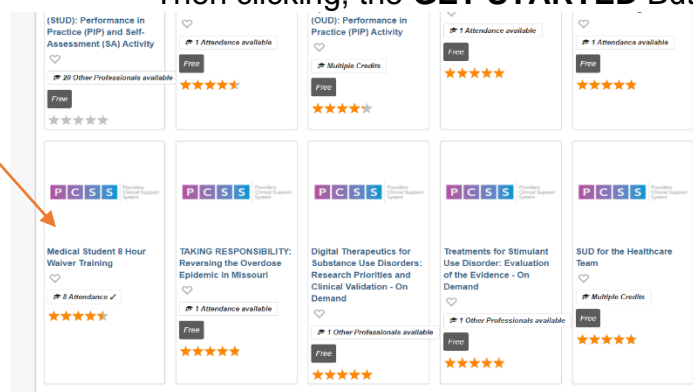 Then clicking, the GET STARTED But
(StUD): Performance in
Practice (PIP) and Self-
Assessment (SA) Activity
20 Other Professionals available
Free
1 Attendance available
Free
(OUD): Performance in
Practice (PIP) Activity
Multiple Credits
Free
1 Attendance available
Free
1 Attendance available
Free
PCSS Providers
Clinical Support
System
Medical Student 8 Hour
Waiver Training
8 Attendance ✓
PCSS Providers
Clinical Support
System
TAKING RESPONSIBILITY:
Reversing the Overdose
Epidemic in Missouri
1 Attendance available
Free
PCSS Providers
Clinical Support
System
Digital Therapeutics for
Substance Use Disorders:
Research Priorities and
Clinical Validation - On
Demand
1 Other Professionals available
Free
PCSS Providers
Clinical Support
System
Treatments for Stimulant
Use Disorder: Evaluation
of the Evidence - On
Demand
1 Other Professionals available
Free
PCSS Providers
Clinical Support
System
SUD for the Healthcare
Team
Multiple Credits
Free